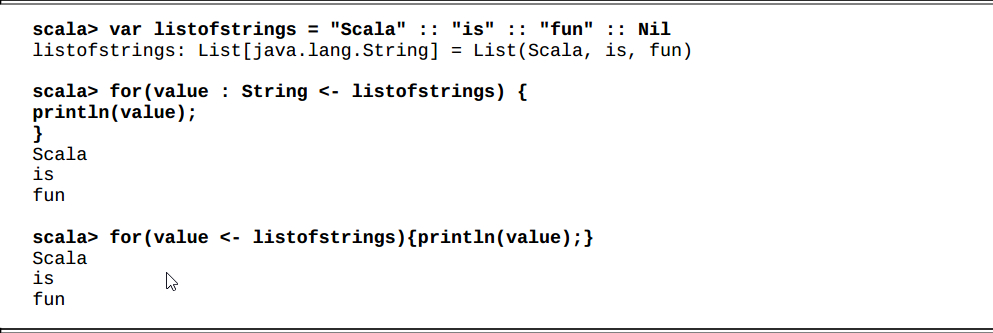 scala> var listofstrings = "Scala" :: "is" :: "fun" :: Nil
listofstrings: List[java.lang.String] = List(Scala, is, fun)
scala> for(value : String <- listofstrings) {
println(value);
}
Scala
is
fun
scala> for(value <- listofstrings){println(value);}
Scala
is
fun